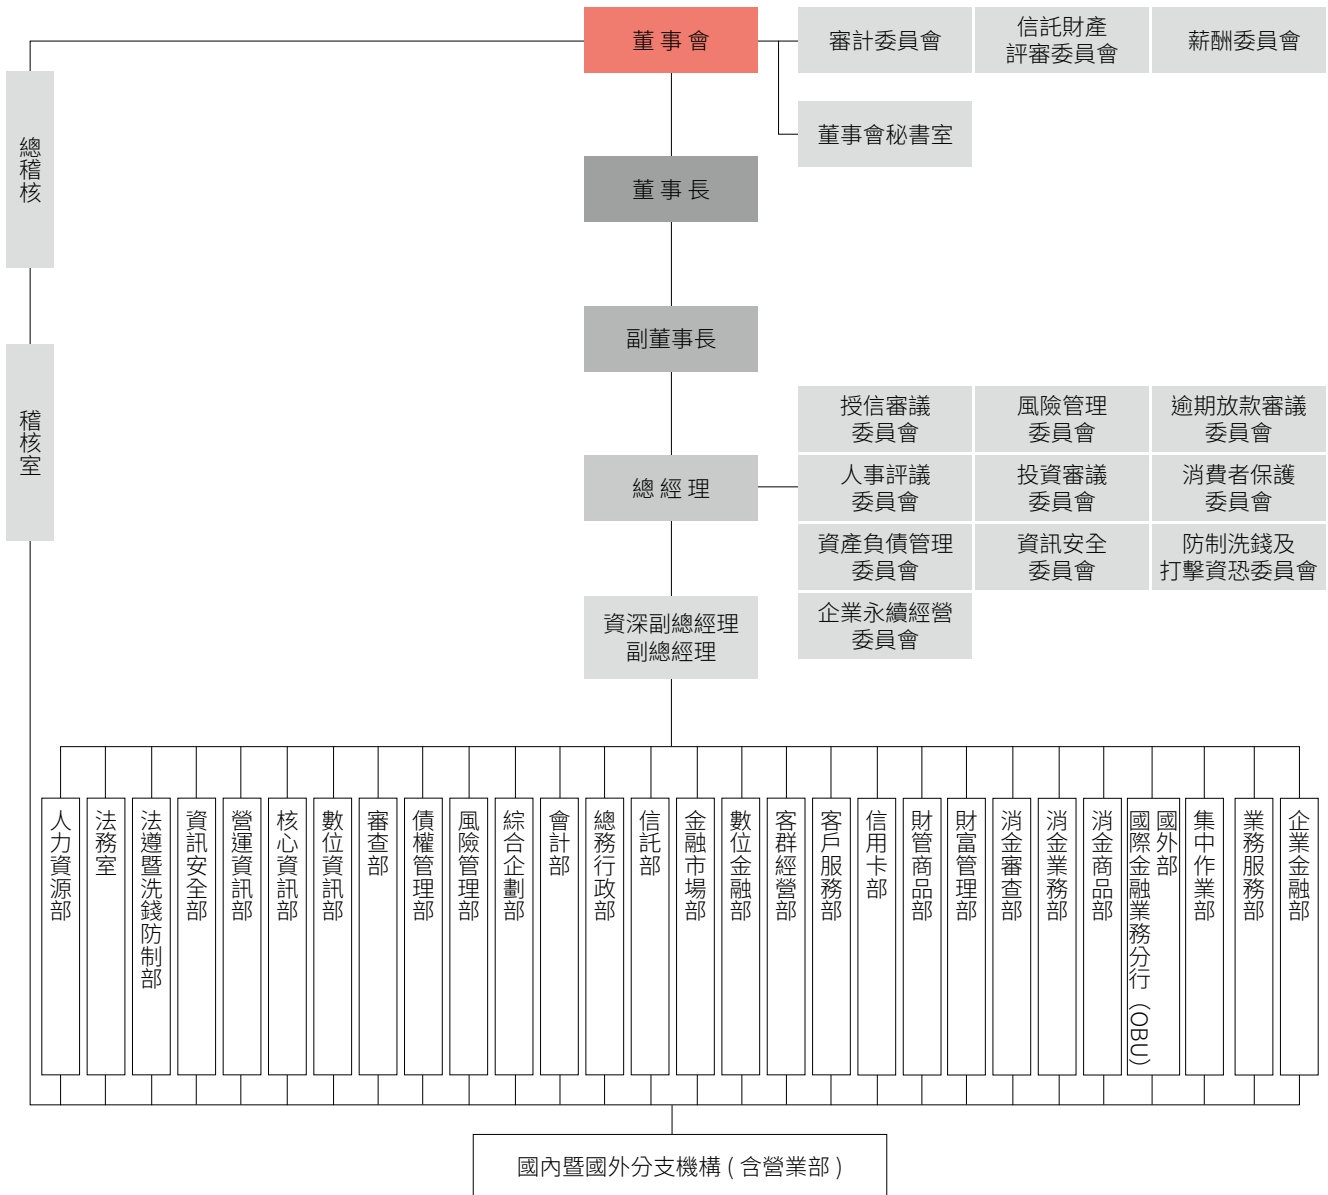 董事會
審計委員會
信託財產
評審委員會
薪酬委員會
董事會秘書室
總稽核
董事長
副董事長
稽核室
授信審議
委員會
風險管理
委員會
逾期放款審議
委員會
總經理
人事評議
委員會
投資審議
委員會
消費者保護
委員會
資產負債管理
委員會
資訊安全
委員會
防制洗錢及
打擊資恐委員會
企業永續經營
委員會
資深副總經理
副總經理
人力資源部
法務室
法遵暨洗錢防制部
資訊安全部
營運資訊部
核心資訊部
數位資訊部
審查部
債權管理部
風險管理部
綜合企劃部
會計部
總務行政部
信託部
金融市場部
數位金融部
客群經營部
客戶服務部
信用卡部
財管商品部
財富管理部
消金審查部
消金業務部
消金商品部
國外部
國際金融業務分行（OBU）
集中作業部
業務服務部
企業金融部
國內暨國外分支機構 ( 含營業部 )